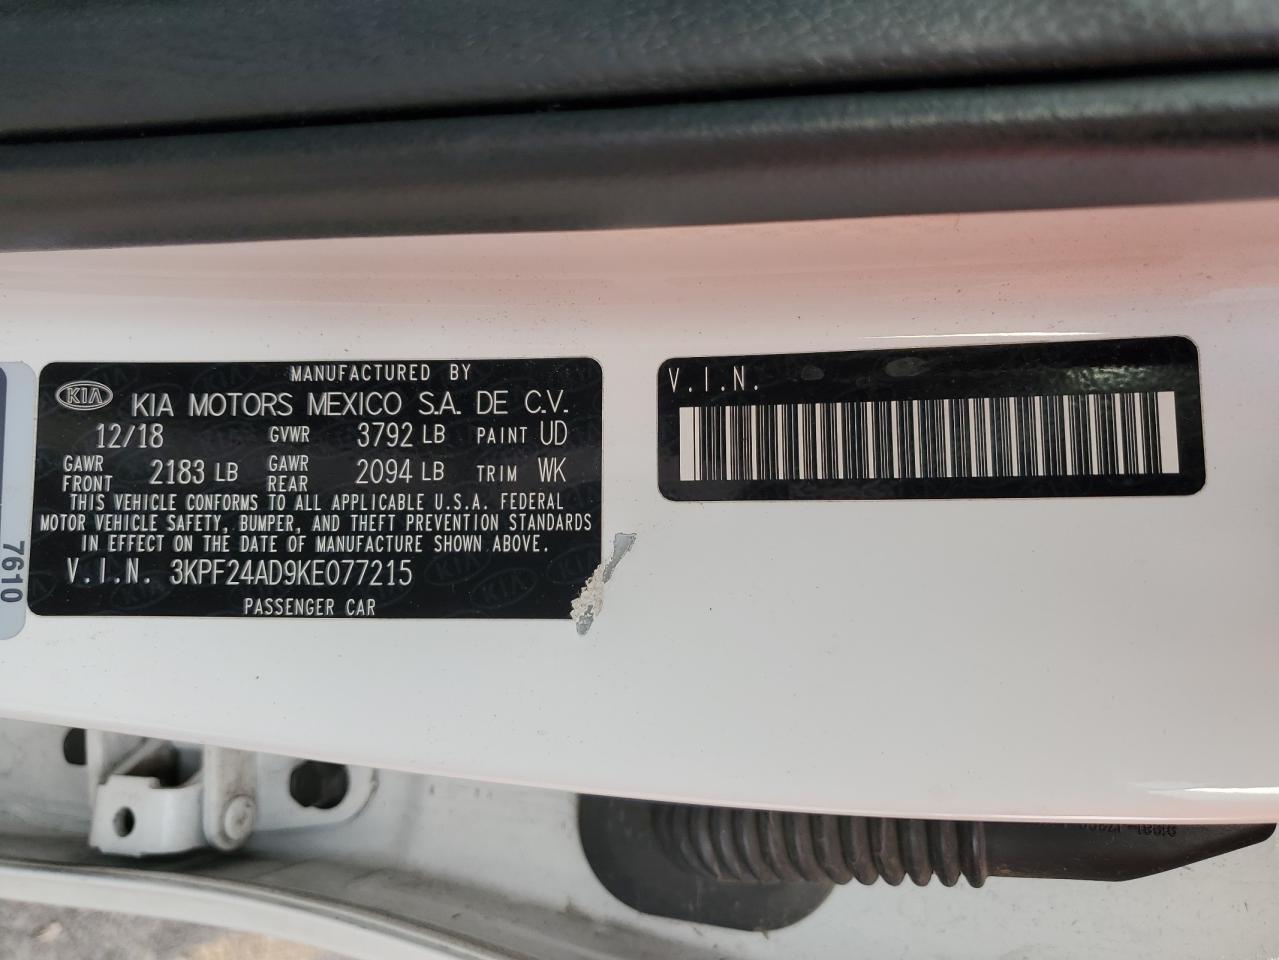 MANUFACTURED BY
KIA KIA MOTORS MEXICO S.A. DE C.V.
12/18 GVWR 3792 LB PAINT UD
GAWR FRONT 2183 LB GAWR REAR 2094 LB TRIM WK
THIS VEHICLE CONFORMS TO ALL APPLICABLE U.S.A. FEDERAL
MOTOR VEHICLE SAFETY, BUMPER, AND THEFT PREVENTION STANDARDS
IN EFFECT ON THE DATE OF MANUFACTURE SHOWN ABOVE.
V.I.N. 3KPF24AD9KE077215
PASSENGER CAR
V.I.N.
7610